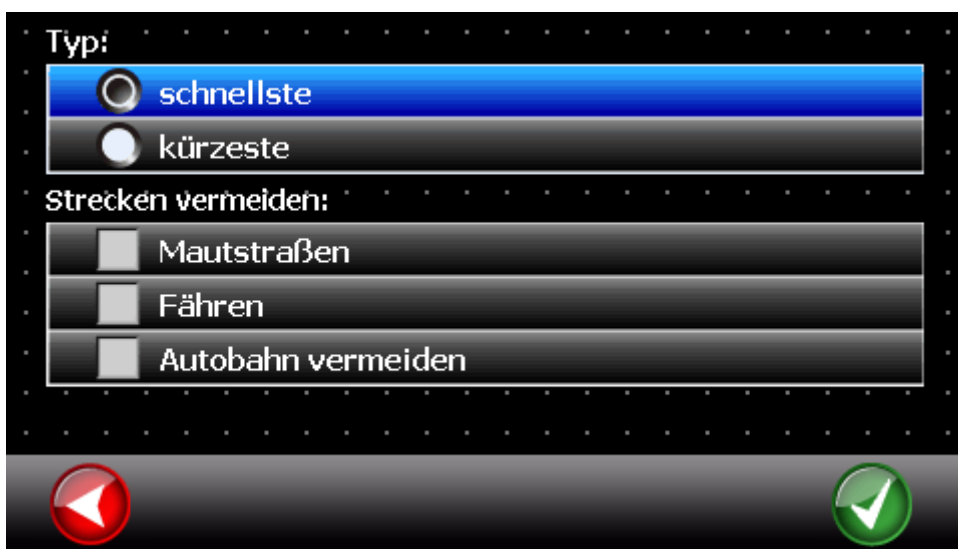 Typ:
schnellste
kürzeste
Strecken vermeiden:
Mautstraßen
Fähren
Autobahn vermeiden